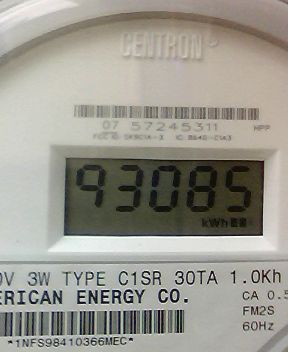 CENTRON
07 57245311 HPP
93085
kWh
0V 3W TYPE C1SR 30TA 1.0Kh
ERICAN ENERGY CO. CA 0.5
FM2S
60Hz
*1NFS98410366MEC*